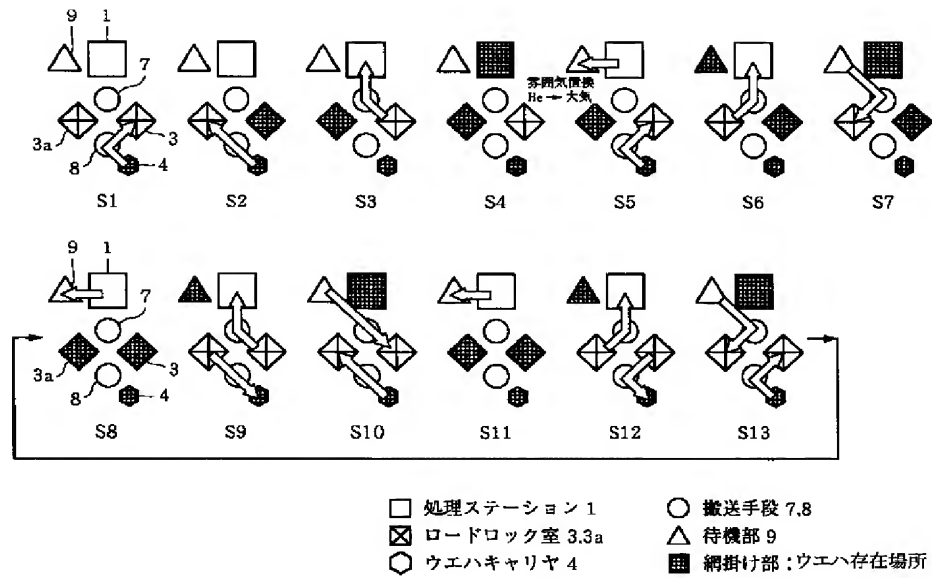 9 1
7
3a 3
8 4
雰囲気置換
He → 大気
S1 S2 S3 S4 S5 S6 S7
9 1
7
3a 3
8 4
S8 S9 S10 S11 S12 S13
処理ステーション 1
搬送手段 7,8
ロードロック室 3,3a
待機部 9
ウエハキャリヤ 4
網掛け部:ウエハ存在場所